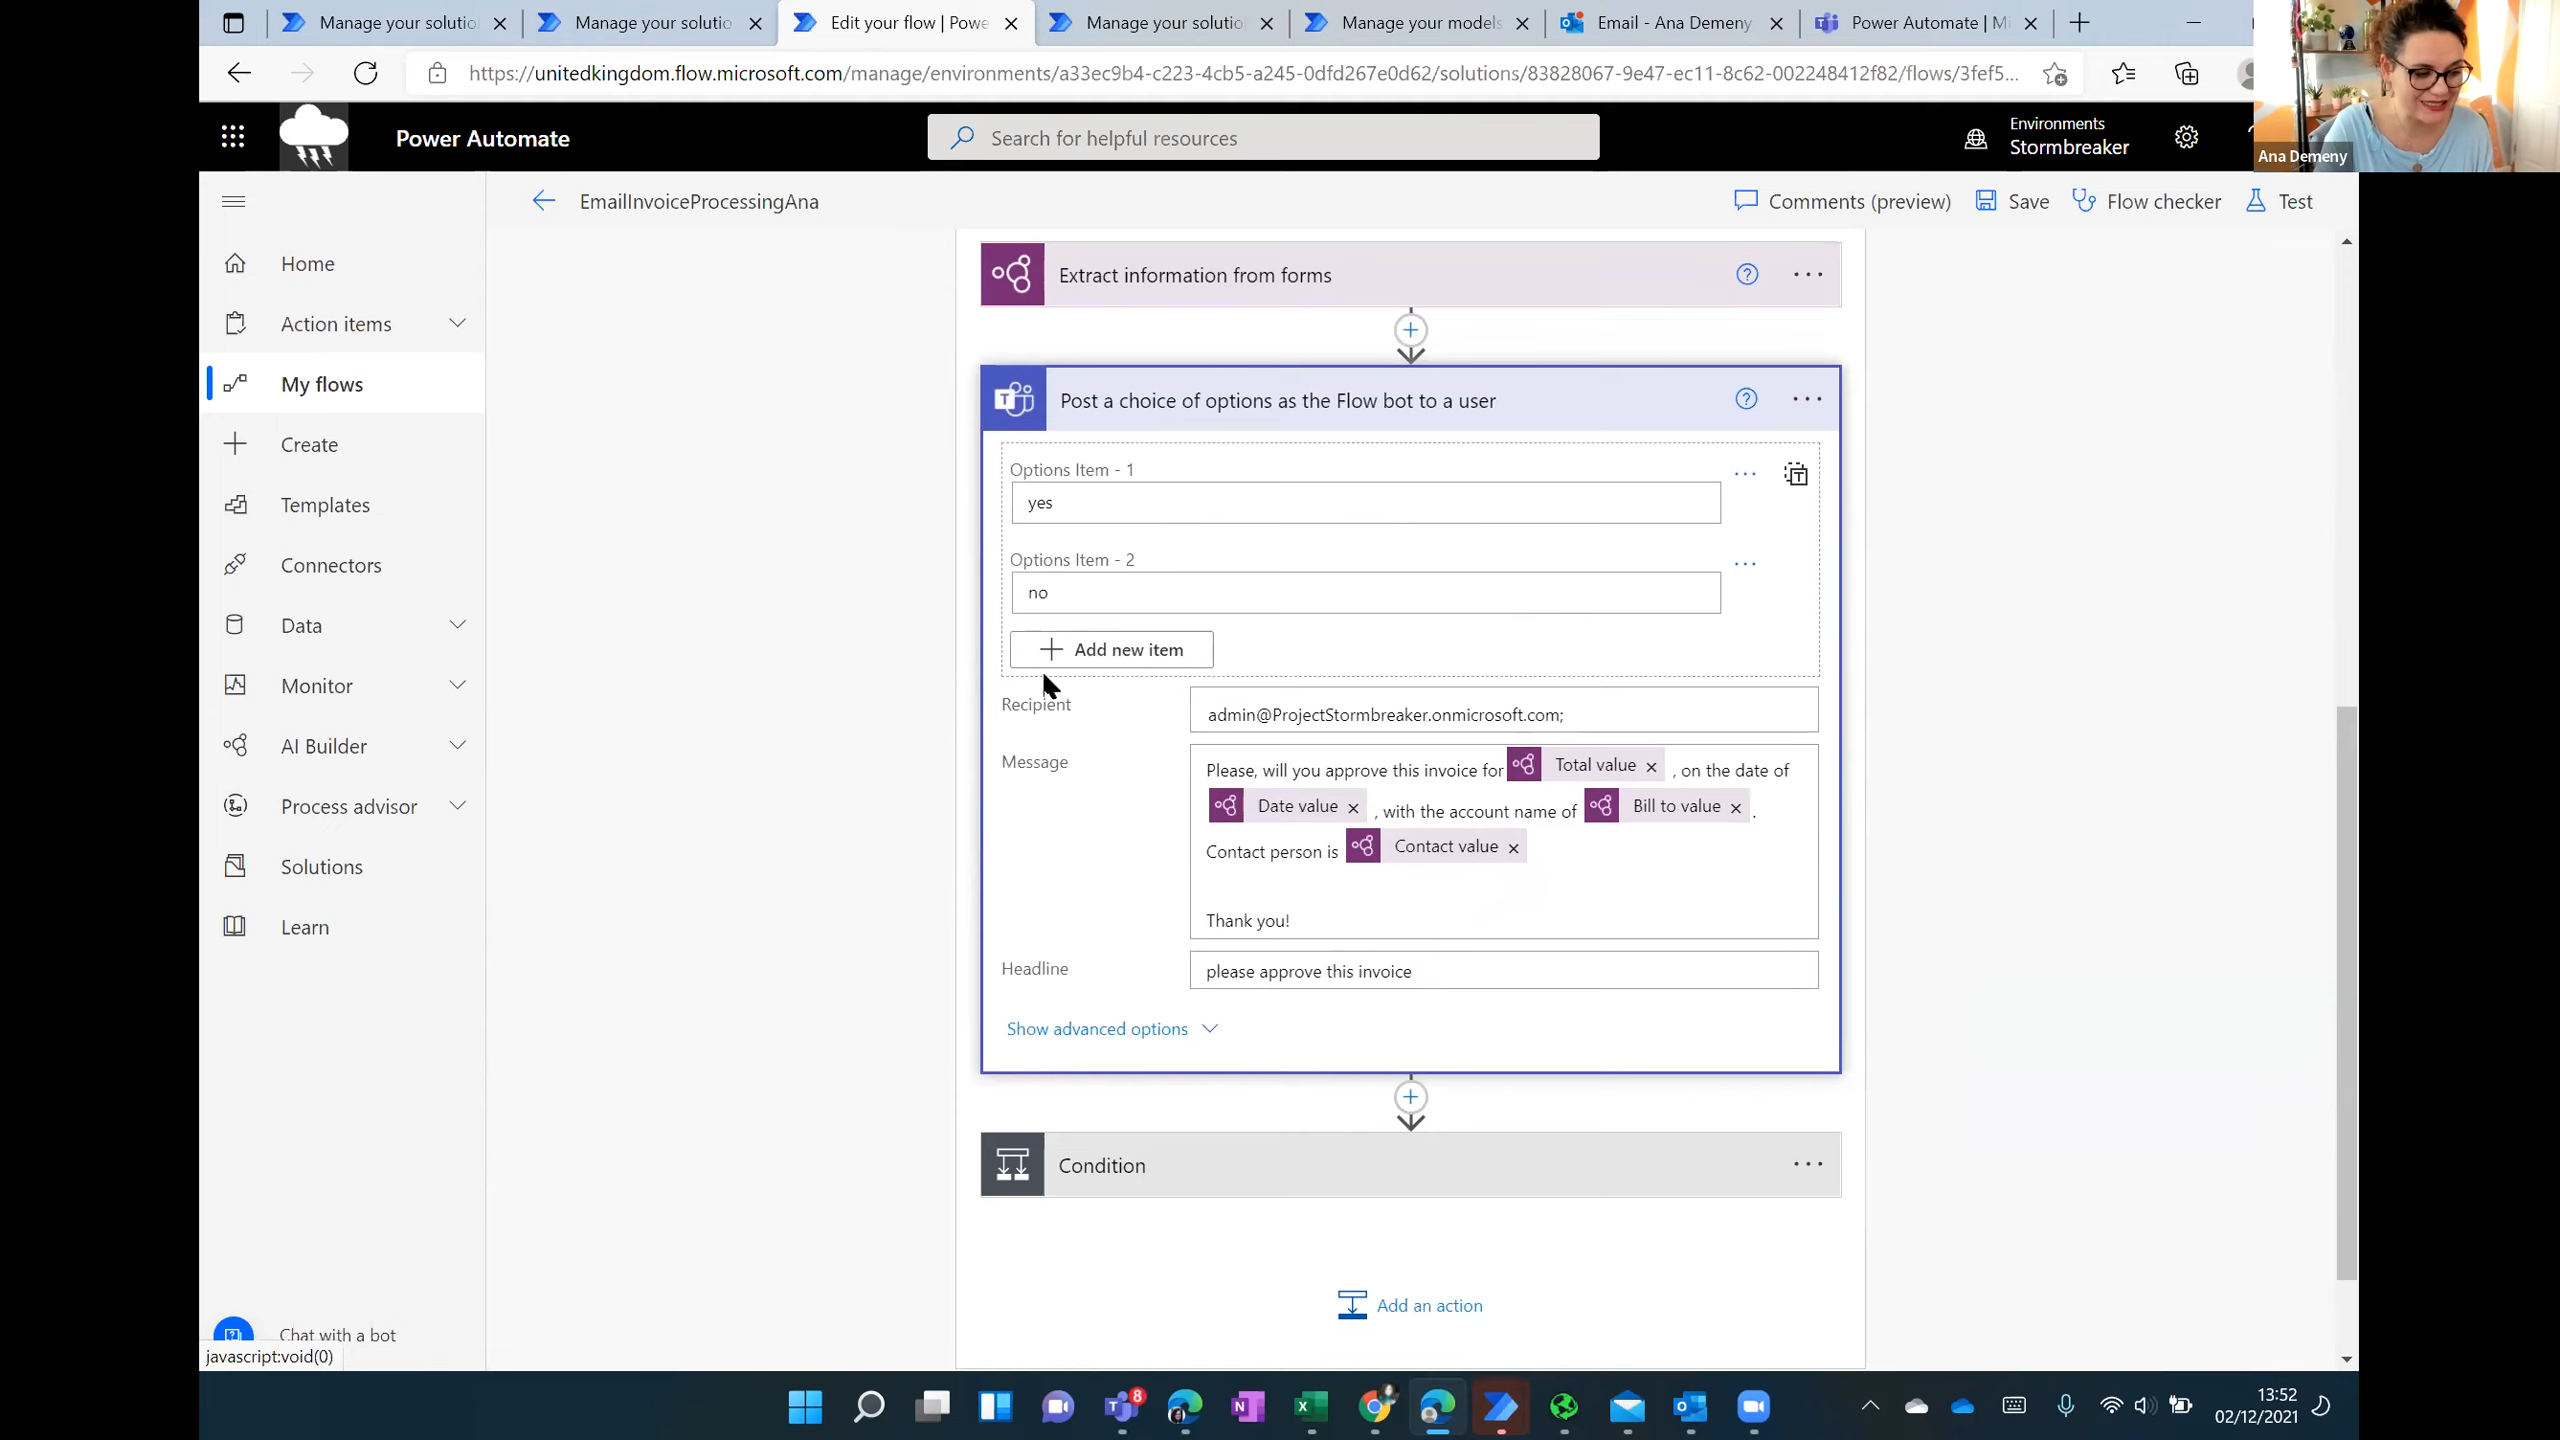 Manage your solutio
Manage your solutio
Edit your flow | Powe
Manage your solutio
Manage your models
Email - Ana Demeny
Power Automate | Mi
https://unitedkingdom.flow.microsoft.com/manage/environments/a33ec9b4-c223-4cb5-a245-0dfd267e0d62/solutions/83828067-9e47-ec11-8c62-002248412f82/flows/3fef5...
Power Automate
Search for helpful resources
Environments
Stormbreaker
Ana Demeny
EmailInvoiceProcessingAna
Comments (preview)
Save
Flow checker
Test
Home
Action items
My flows
Create
Templates
Connectors
Data
Monitor
AI Builder
Process advisor
Solutions
Learn
Chat with a bot
javascript:void(0)
Extract information from forms
Post a choice of options as the Flow bot to a user
Options Item - 1
yes
Options Item - 2
no
Add new item
Recipient
admin@ProjectStormbreaker.onmicrosoft.com;
Message
Please, will you approve this invoice for Total value × , on the date of
Date value × , with the account name of Bill to value × .
Contact person is Contact value ×
Thank you!
Headline
please approve this invoice
Show advanced options
Condition
Add an action
8
13:52
02/12/2021